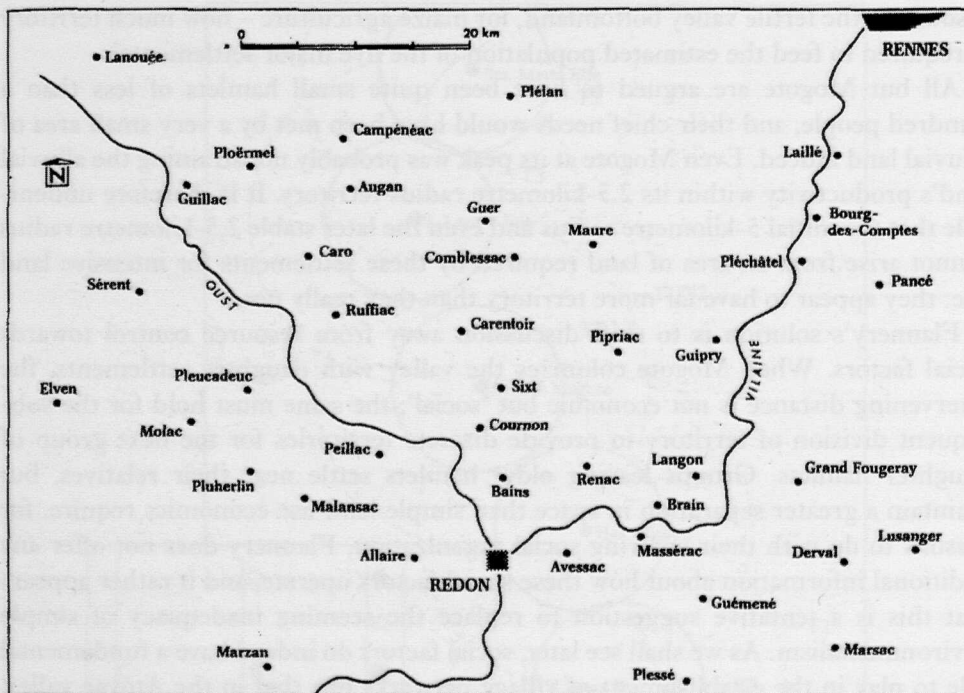 0
20 km
RENNES
Lanouée
Plélan
Campénéac
Ploërmel
Laillé
N
Guillac
Augan
Guer
Bourg-
des-Comptes
Maure
Caro
Comblessac
Pléchâtel
Sérent
OUST
Pancé
Ruffiac
Carentoir
Pipriac
Guipry
VILAINE
Pleucadeuc
Sixt
Elven
Molac
Cournon
Peillac
Langon
Grand Fougeray
Renac
Pluherlin
Bains
Malansac
Brain
Massérac
Lusanger
Allaire
Avessac
Derval
REDON
Guémené
Marsac
Marzan
Plessé